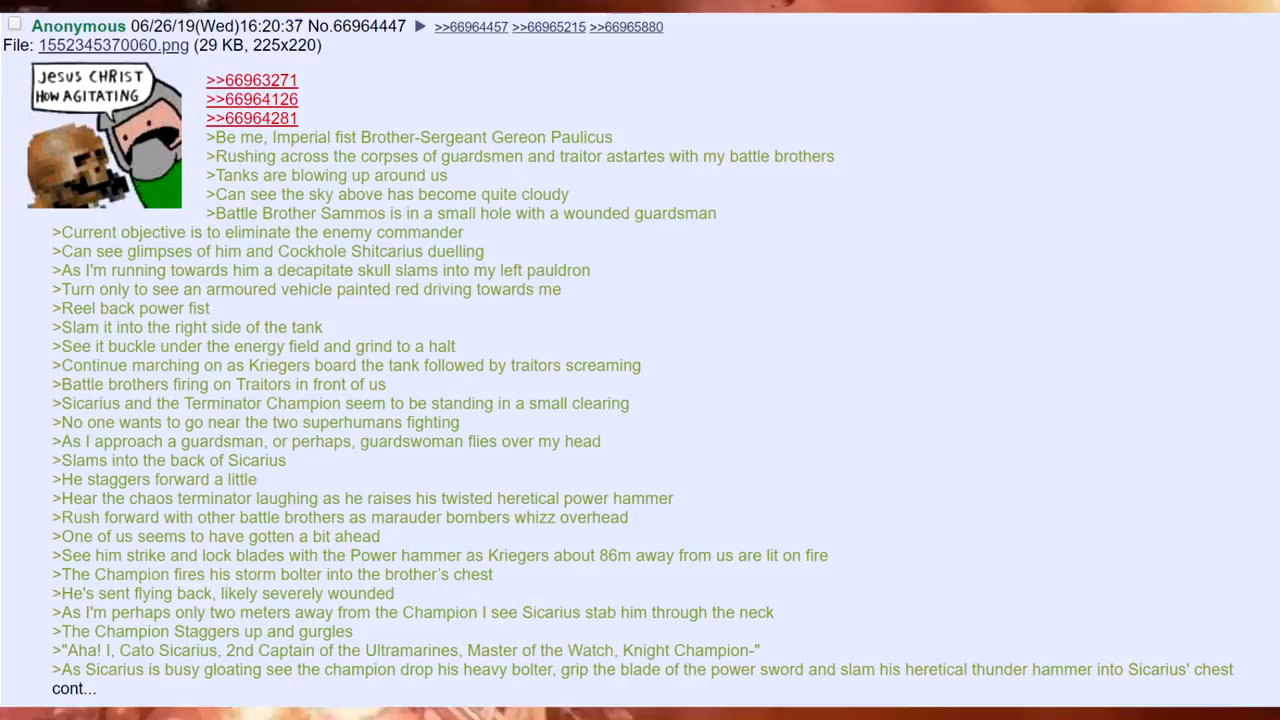 Anonymous 06/26/19(Wed)16:20:37 No.66964447 ▶ >>66964457 >>66965215 >>66965880
File: 1552345370060.png (29 KB, 225x220)
JESUS CHRIST
HOW AGITATING
>>66963271
>>66964126
>>66964281
>Be me, Imperial fist Brother-Sergeant Gereon Paulicus
>Rushing across the corpses of guardsmen and traitor astartes with my battle brothers
>Tanks are blowing up around us
>Can see the sky above has become quite cloudy
>Battle Brother Sammos is in a small hole with a wounded guardsman
>Current objective is to eliminate the enemy commander
>Can see glimpses of him and Cockhole Shitcarius duelling
>As I'm running towards him a decapitate skull slams into my left pauldron
>Turn only to see an armoured vehicle painted red driving towards me
>Reel back power fist
>Slam it into the right side of the tank
>See it buckle under the energy field and grind to a halt
>Continue marching on as Kriegers board the tank followed by traitors screaming
>Battle brothers firing on Traitors in front of us
>Sicarius and the Terminator Champion seem to be standing in a small clearing
>No one wants to go near the two superhumans fighting
>As I approach a guardsman, or perhaps, guardswoman flies over my head
>Slams into the back of Sicarius
>He staggers forward a little
>Hear the chaos terminator laughing as he raises his twisted heretical power hammer
>Rush forward with other battle brothers as marauder bombers whizz overhead
>One of us seems to have gotten a bit ahead
>See him strike and lock blades with the Power hammer as Kriegers about 86m away from us are lit on fire
>The Champion fires his storm bolter into the brother's chest
>He's sent flying back, likely severely wounded
>As I'm perhaps only two meters away from the Champion I see Sicarius stab him through the neck
>The Champion Staggers up and gurgles
>"Aha! I, Cato Sicarius, 2nd Captain of the Ultramarines, Master of the Watch, Knight Champion-"
>As Sicarius is busy gloating see the champion drop his heavy bolter, grip the blade of the power sword and slam his heretical thunder hammer into Sicarius' chest
cont...